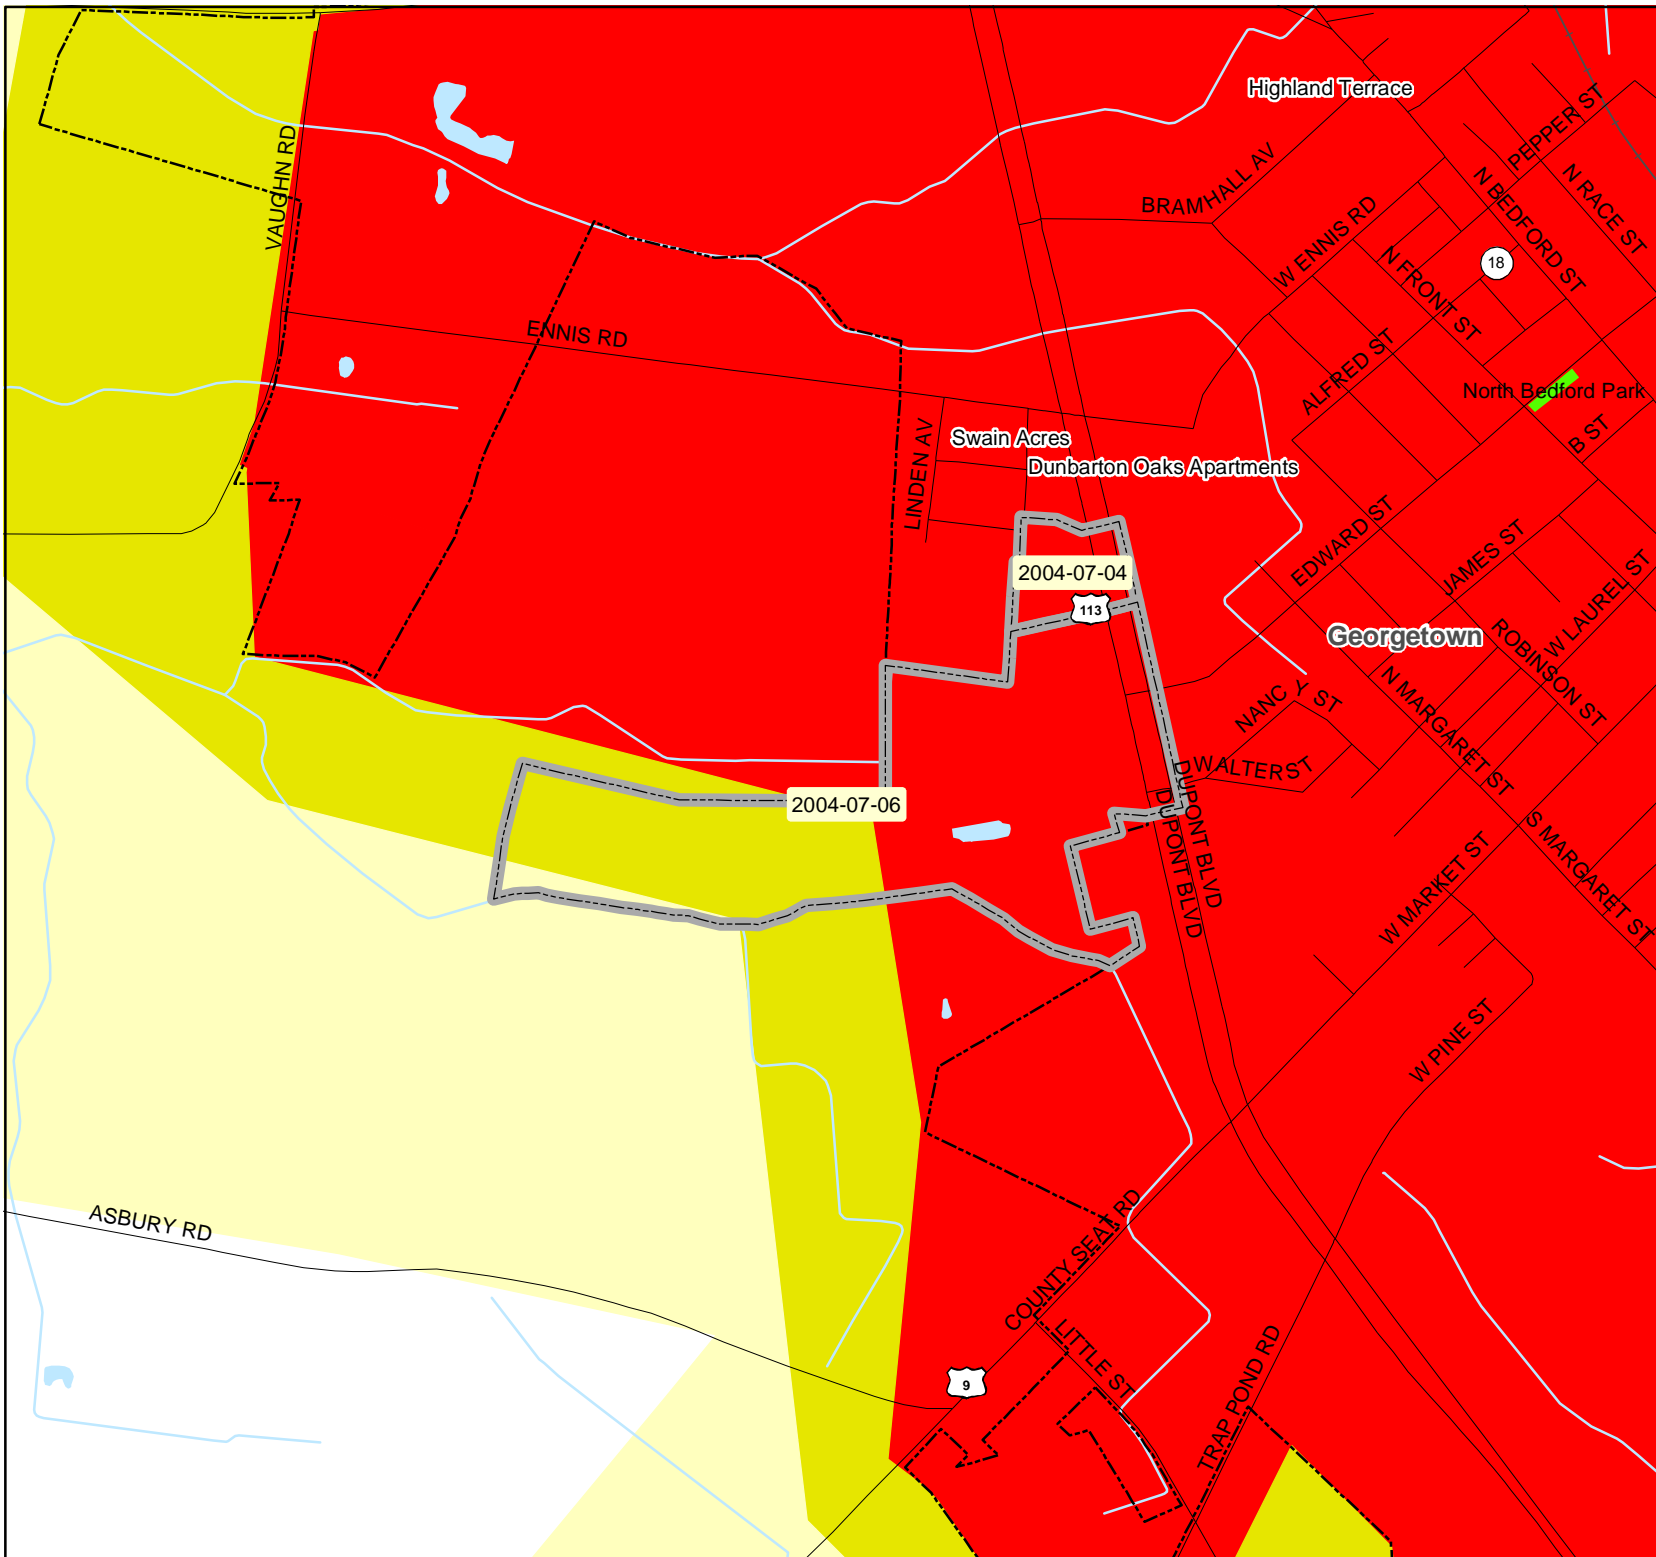 Highland Terrace
PEPPER ST
VAUGHN RD
BRAMHALL AV
N RACE ST
N BEDFORD ST
W ENNIS RD
18
N FRONT ST
ENNIS RD
ALFRED ST
North Bedford Park
Swain Acres
B ST
Dunbarton Oaks Apartments
LINDEN AV
EDWARD ST
JAMES ST
2004-07-04
W LAUREL ST
113
Georgetown
ROBINSON ST
N MARGARET ST
NANC Y ST
WALTERST
DUPONT BLVD
2004-07-06
DUPONT BLVD
S MARGARET ST
W MARKET ST
W PINE ST
ASBURY RD
COUNTY SEAT RD
LITTLE ST
TRAP POND RD
9